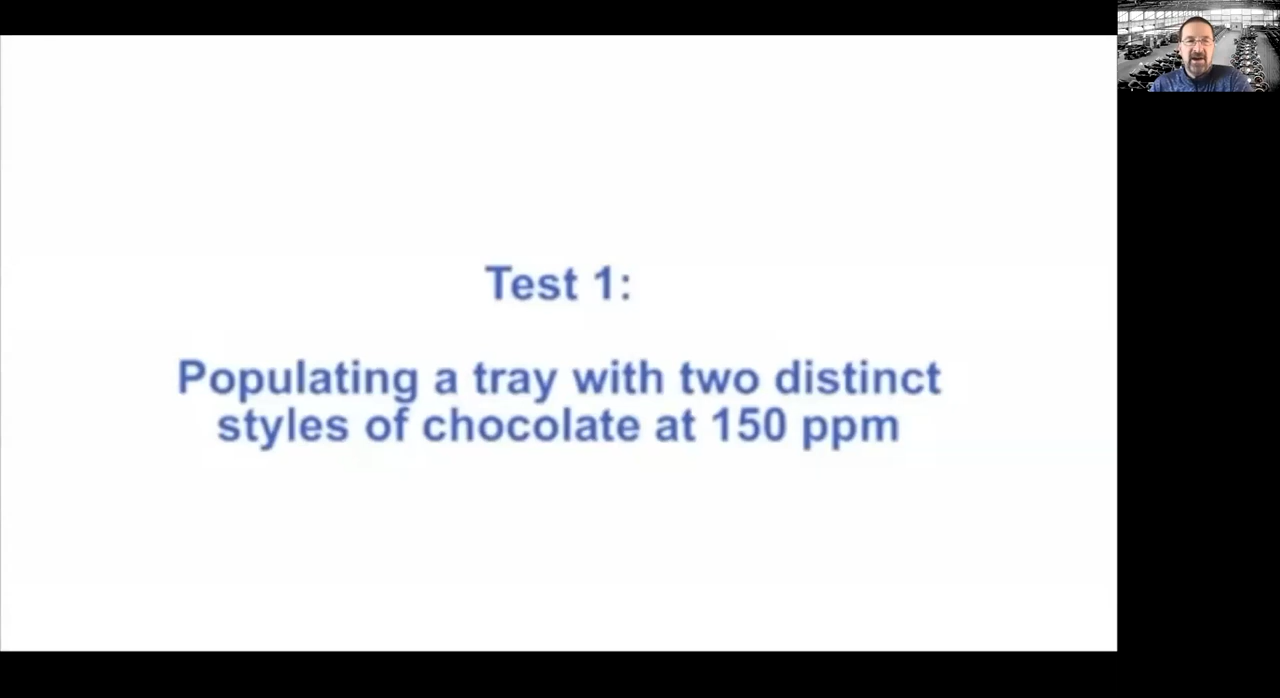 Test 1:
Populating a tray with two distinct
styles of chocolate at 150 ppm